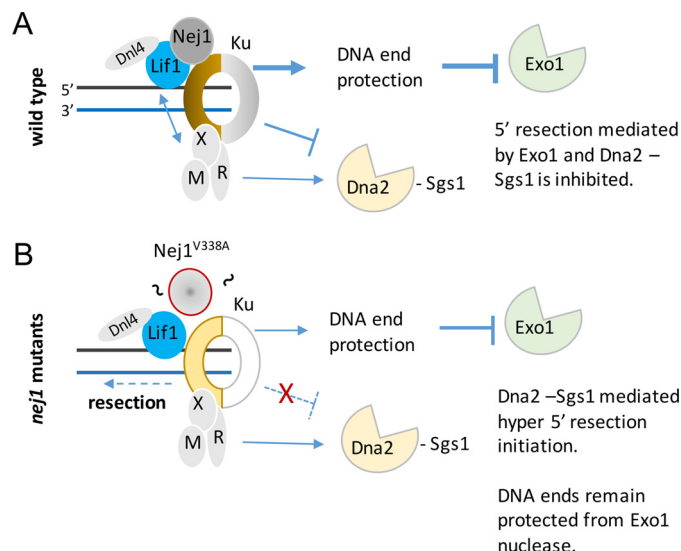 A
wild type
Dnl4
Nej1
Lif1
Ku
5’
3’
X
M
R
DNA end
protection
Exo1
Dna2
- Sgs1
5’ resection mediated
by Exo1 and Dna2 –
Sgs1 is inhibited.
B
nej1 mutants
Nej1V338A
Dnl4
Lif1
Ku
resection
X
M
R
DNA end
protection
X
Exo1
Dna2
- Sgs1
Dna2 –Sgs1 mediated
hyper 5’ resection
initiation.
DNA ends remain
protected from Exo1
nuclease.